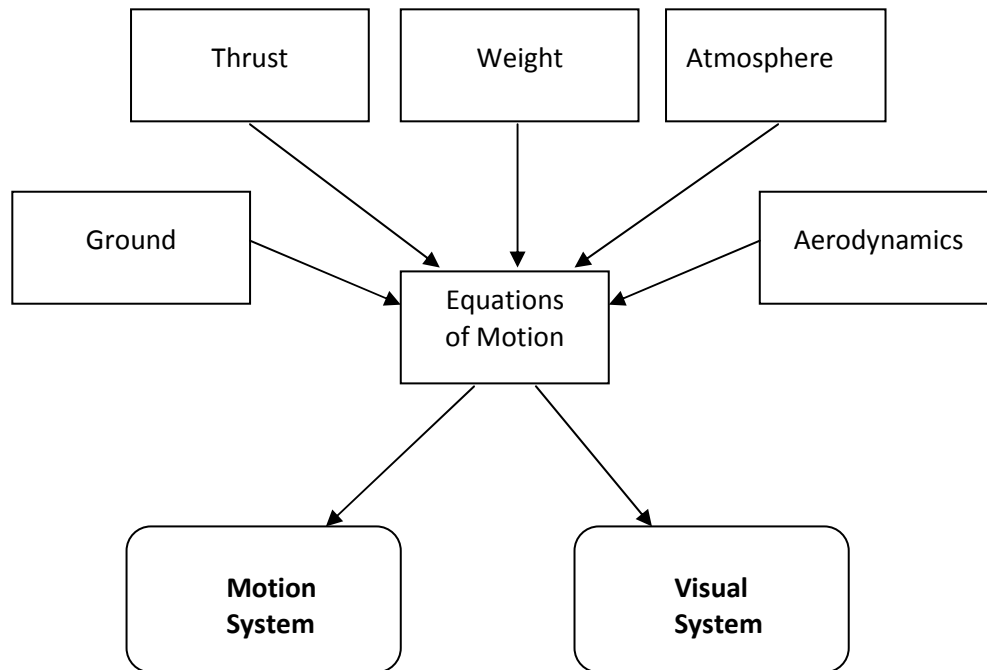 Thrust
Weight
Atmosphere
Ground
Aerodynamics
Equations
of Motion
Motion
System
Visual
System